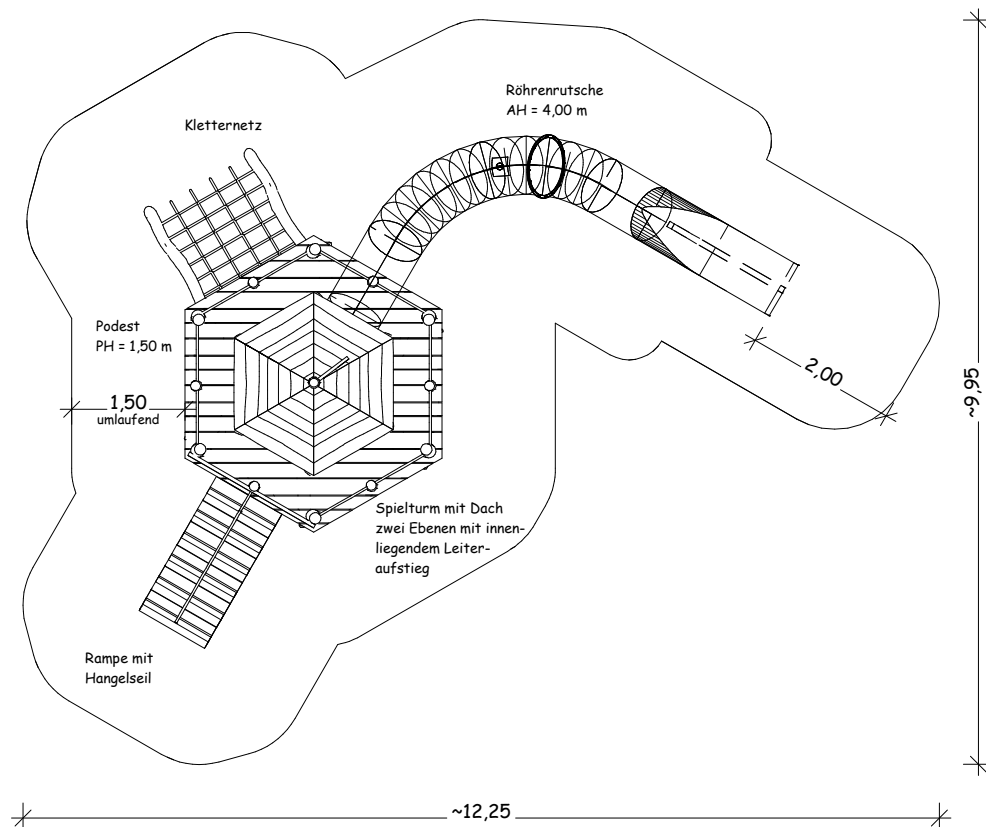 Röhrenrutsche
AH = 4,00 m
Kletternetz
Podest
PH = 1,50 m
1,50
umlaufend
2,00
~9,95
Spielturm mit Dach
zwei Ebenen mit innen-
liegendem Leiter-
aufstieg
Rampe mit
Hangelseil
~12,25